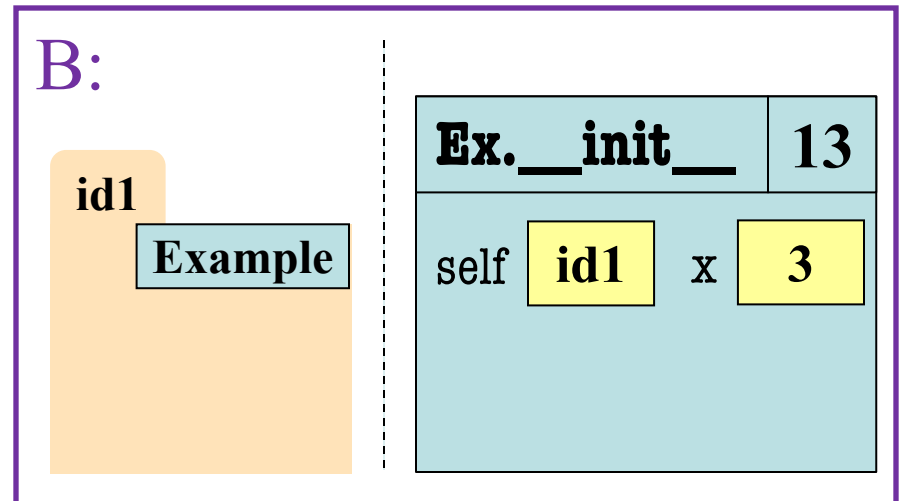 B:
id1
Example
Ex.__init__ 13
self id1 x 3